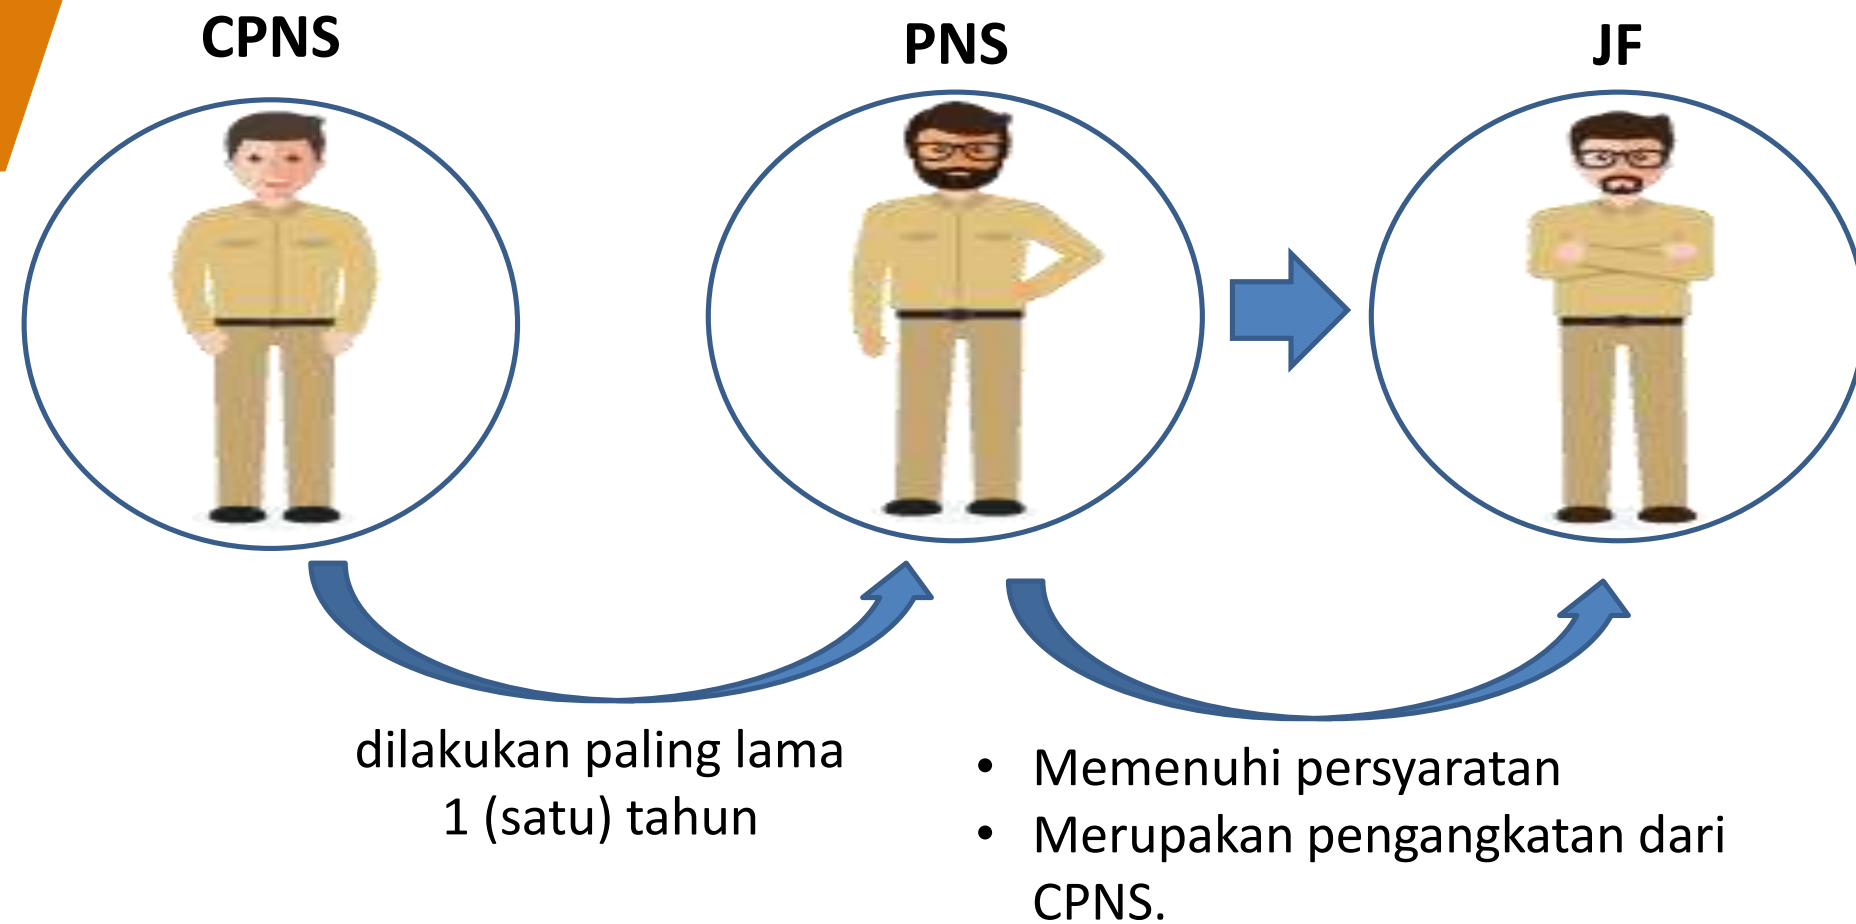 CPNS
PNS
JF
dilakukan paling lama
1 (satu) tahun
• Memenuhi persyaratan
• Merupakan pengangkatan dari
CPNS.